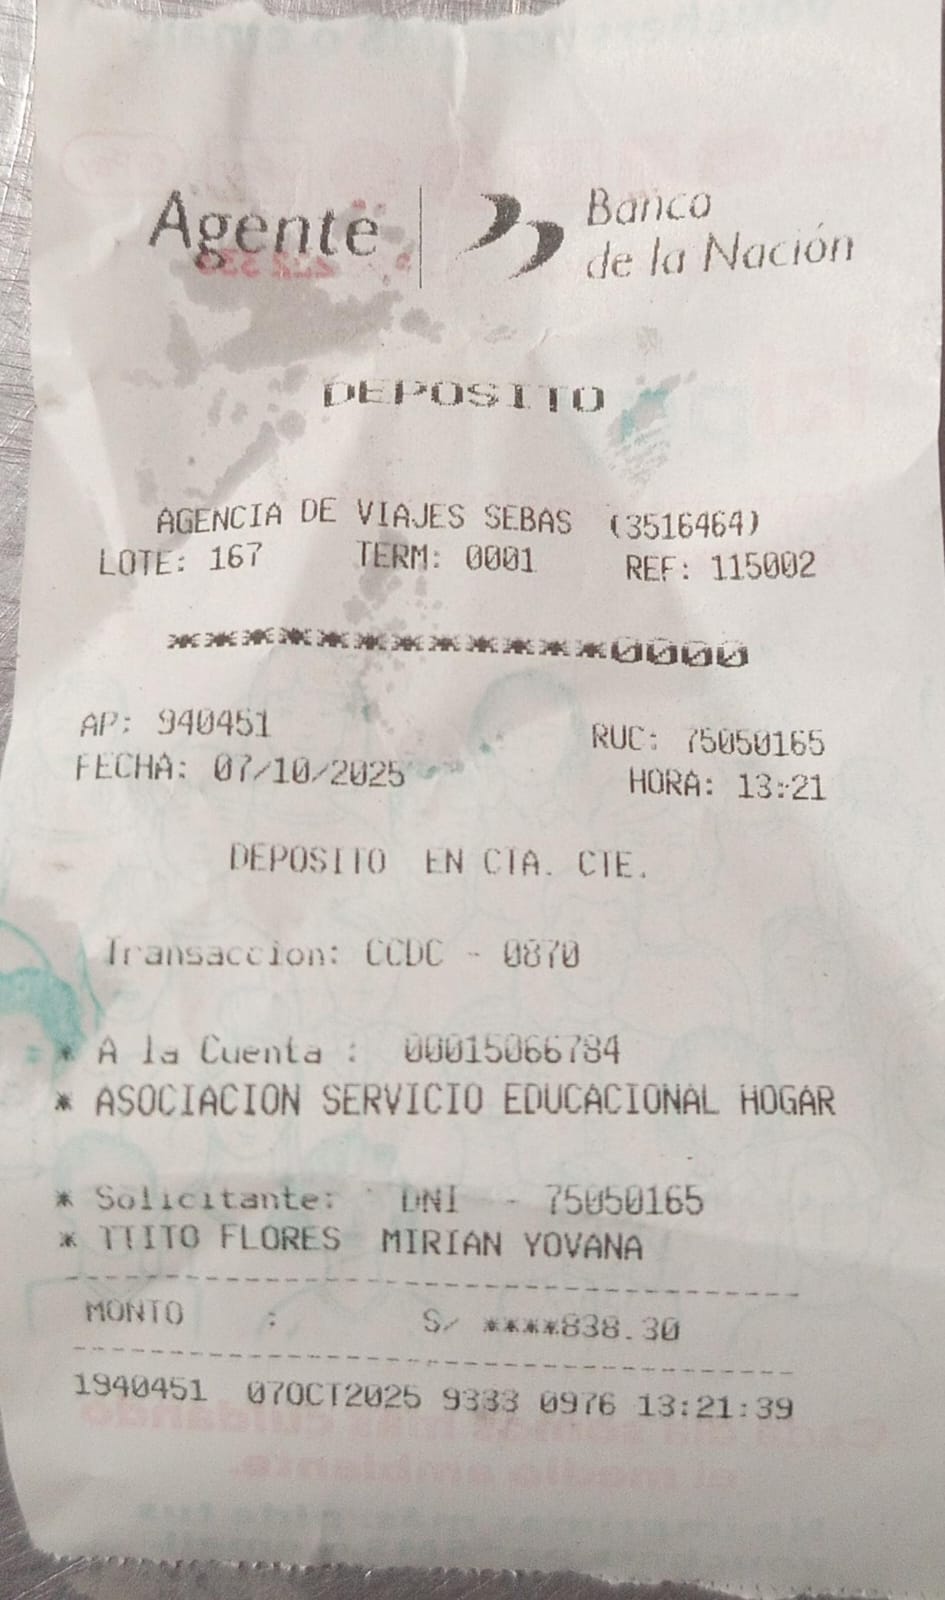 Agente | Banco
de la Nación
DEPOSITO
AGENCIA DE VIAJES SEBAS (3516464)
LOTE: 167 TERM: 0001 REF: 115002
************0000
AP: 940451 RUC: 75050165
FECHA: 07/10/2025 HORA: 13:21
DEPOSITO EN CTA. CTE.
Transaccion: CCDC - 0870
* A la Cuenta : 00015066784
* ASOCIACION SERVICIO EDUCACIONAL HOGAR
* Solicitante: DNI - 75050165
* TTITO FLORES MIRIAN YOVANA
MONTO : S/ ****838.30
1940451 07OCT2025 9333 0976 13:21:39